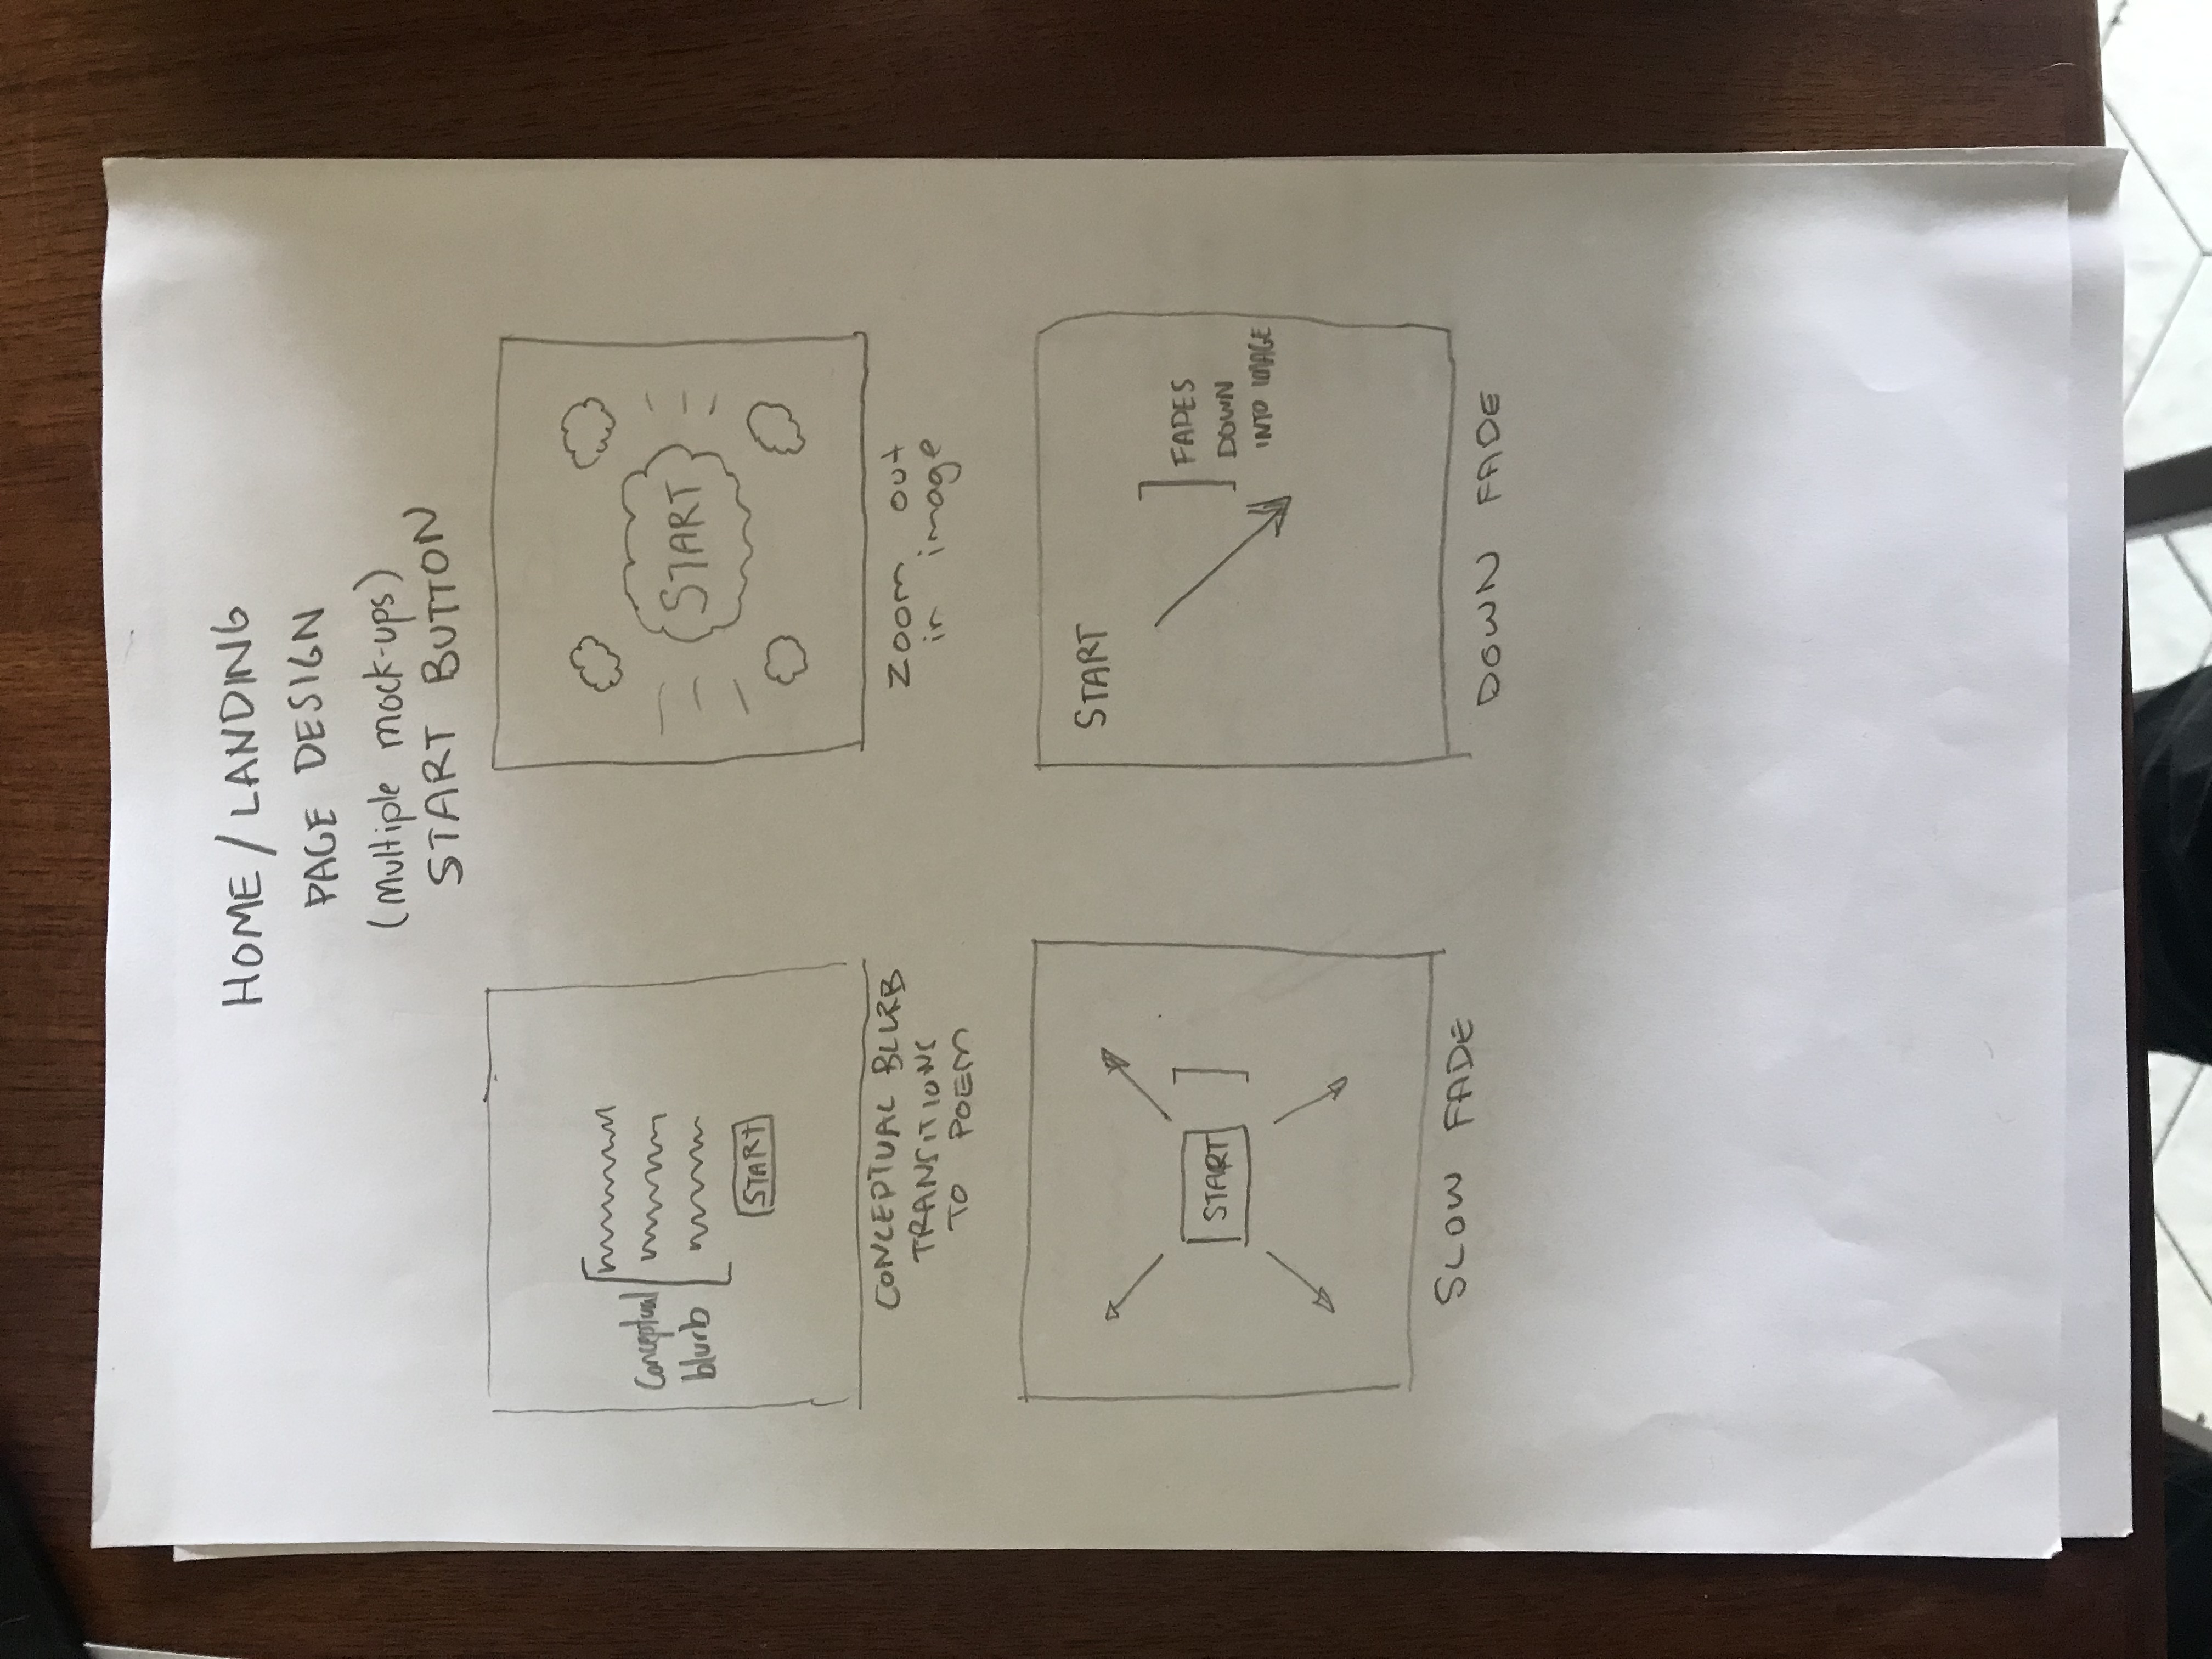 HOME / LANDING
PAGE DESIGN
(Multiple mock-ups)
START BUTTON
Conceptual
blurb
START
CONCEPTUAL BLURB
TRANSITIONS
TO POEM
START
Zoom out
in image
START
SLOW FADE
START
FADES
DOWN
INTO IMAGE
DOWN FADE